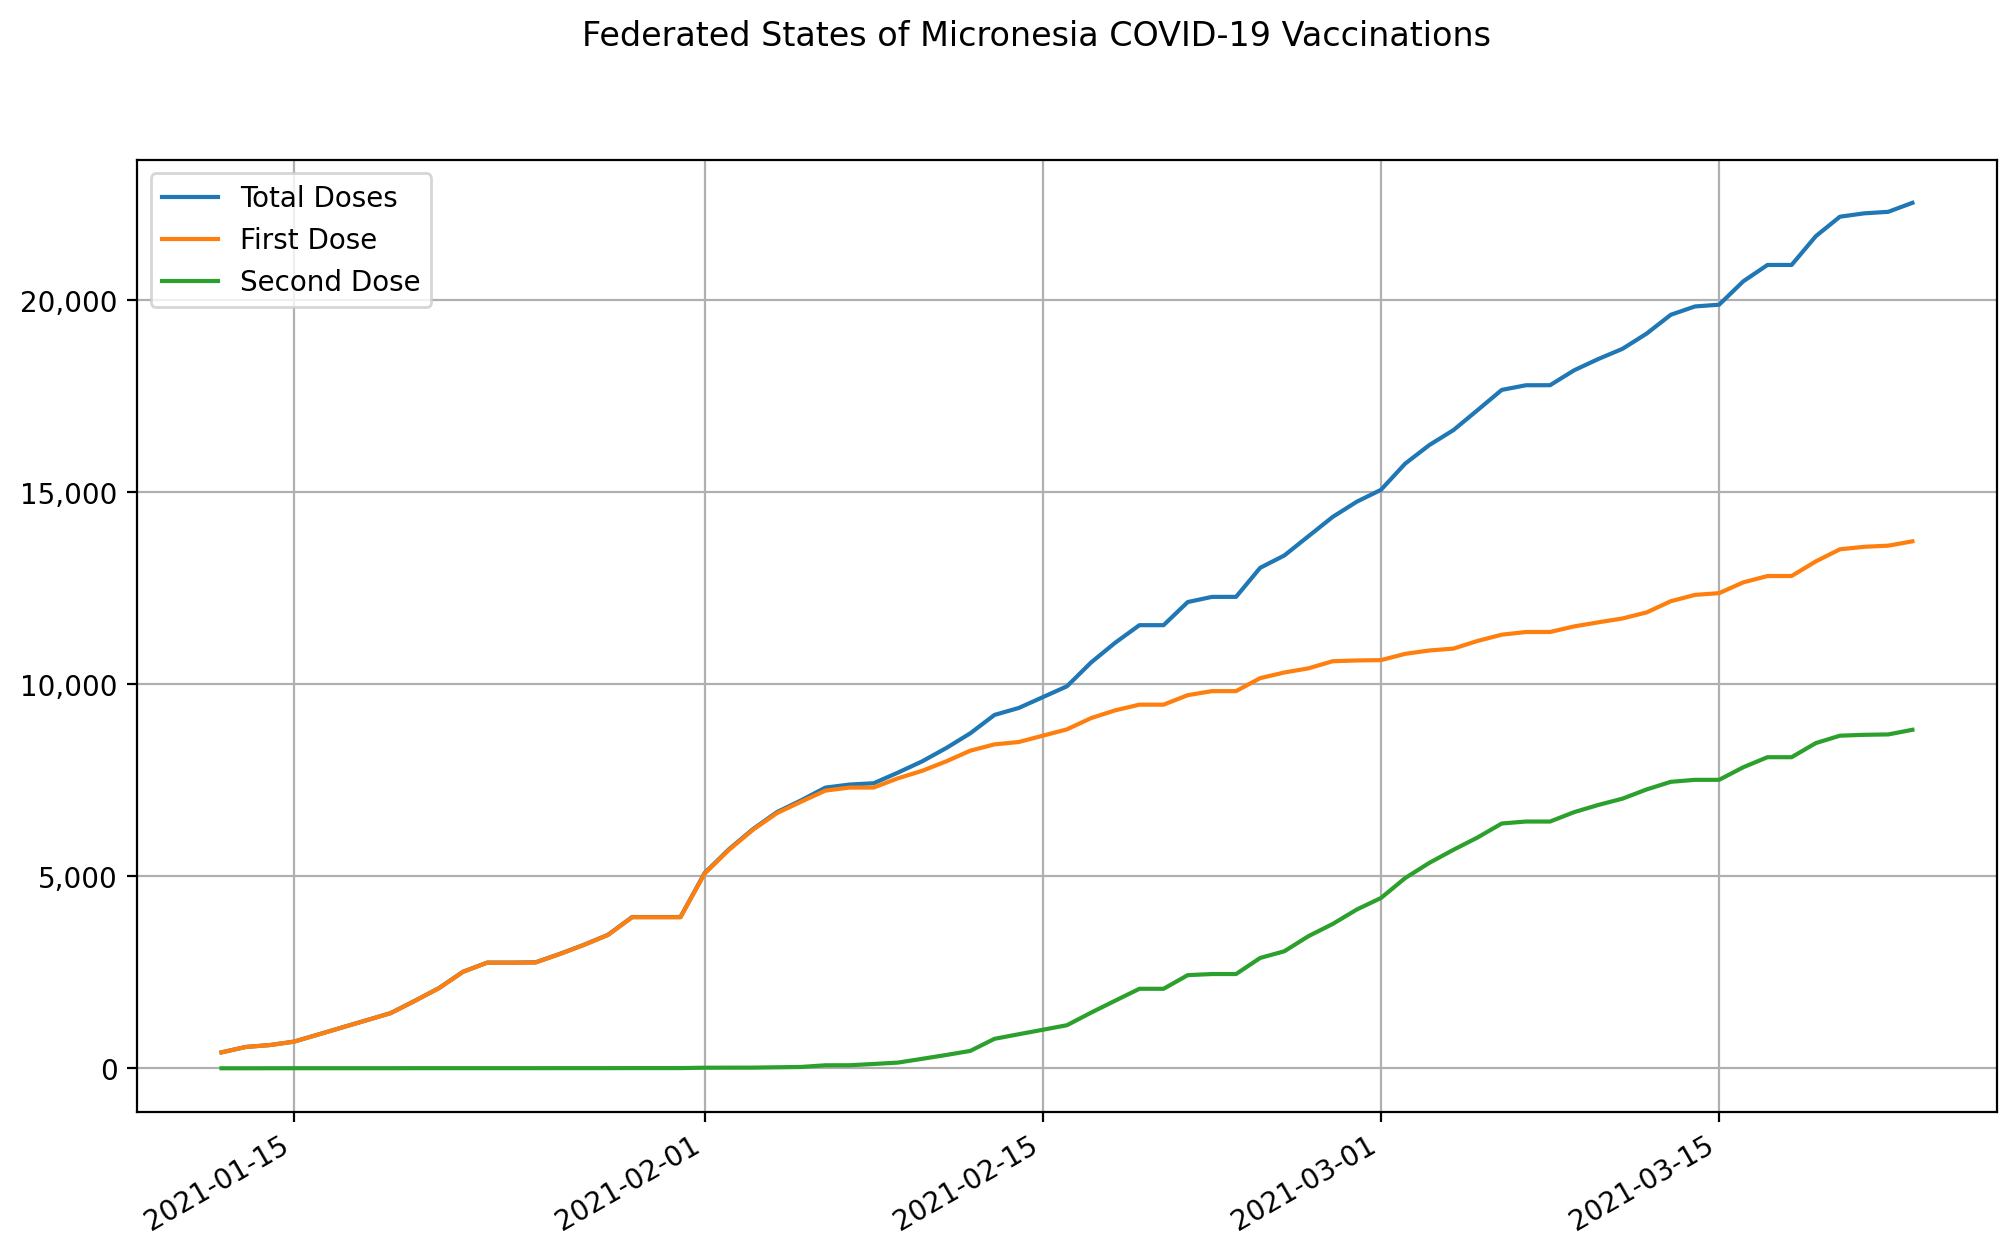 Federated States of Micronesia COVID-19 Vaccinations
Total Doses
First Dose
Second Dose
20,000
15,000
10,000
5,000
0
2021-01-15
2021-02-01
2021-02-15
2021-03-01
2021-03-15